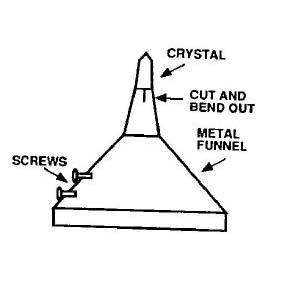 CRYSTAL
CUT AND
BEND OUT
METAL
FUNNEL
SCREWS